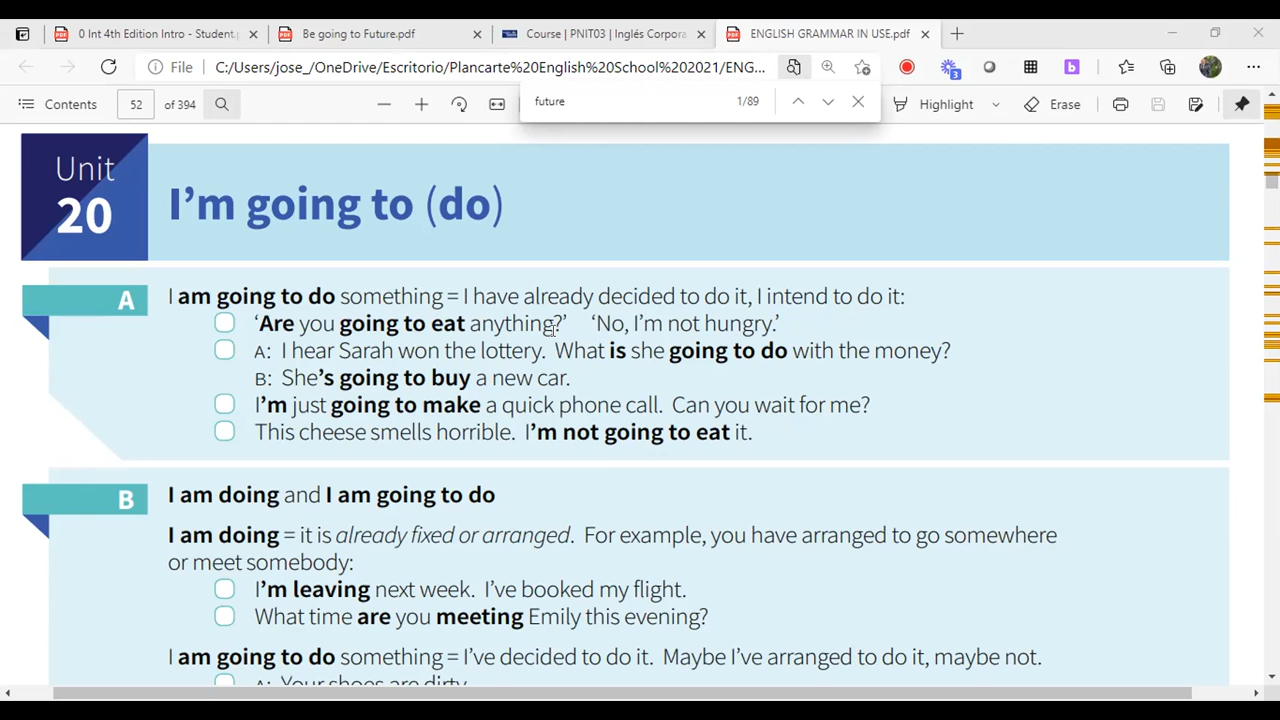 0 Int 4th Edition Intro - Student.p
Be going to Future.pdf
Course | PNIT03 | Inglés Corpora
ENGLISH GRAMMAR IN USE.pdf
File
C:/Users/jose_/OneDrive/Escritorio/Plancarte%20English%20School%202021/ENG...
3
Contents
52
of 394
future
1/89
Highlight
Erase
Unit
20
I'm going to (do)
A
I am going to do something = I have already decided to do it, I intend to do it:
‘Are you going to eat anything?’ ‘No, I’m not hungry.’
A: I hear Sarah won the lottery. What is she going to do with the money?
B: She’s going to buy a new car.
I’m just going to make a quick phone call. Can you wait for me?
This cheese smells horrible. I’m not going to eat it.
B
I am doing and I am going to do
I am doing = it is already fixed or arranged. For example, you have arranged to go somewhere
or meet somebody:
I’m leaving next week. I’ve booked my flight.
What time are you meeting Emily this evening?
I am going to do something = I’ve decided to do it. Maybe I’ve arranged to do it, maybe not.
A: Your shoes are dirty.